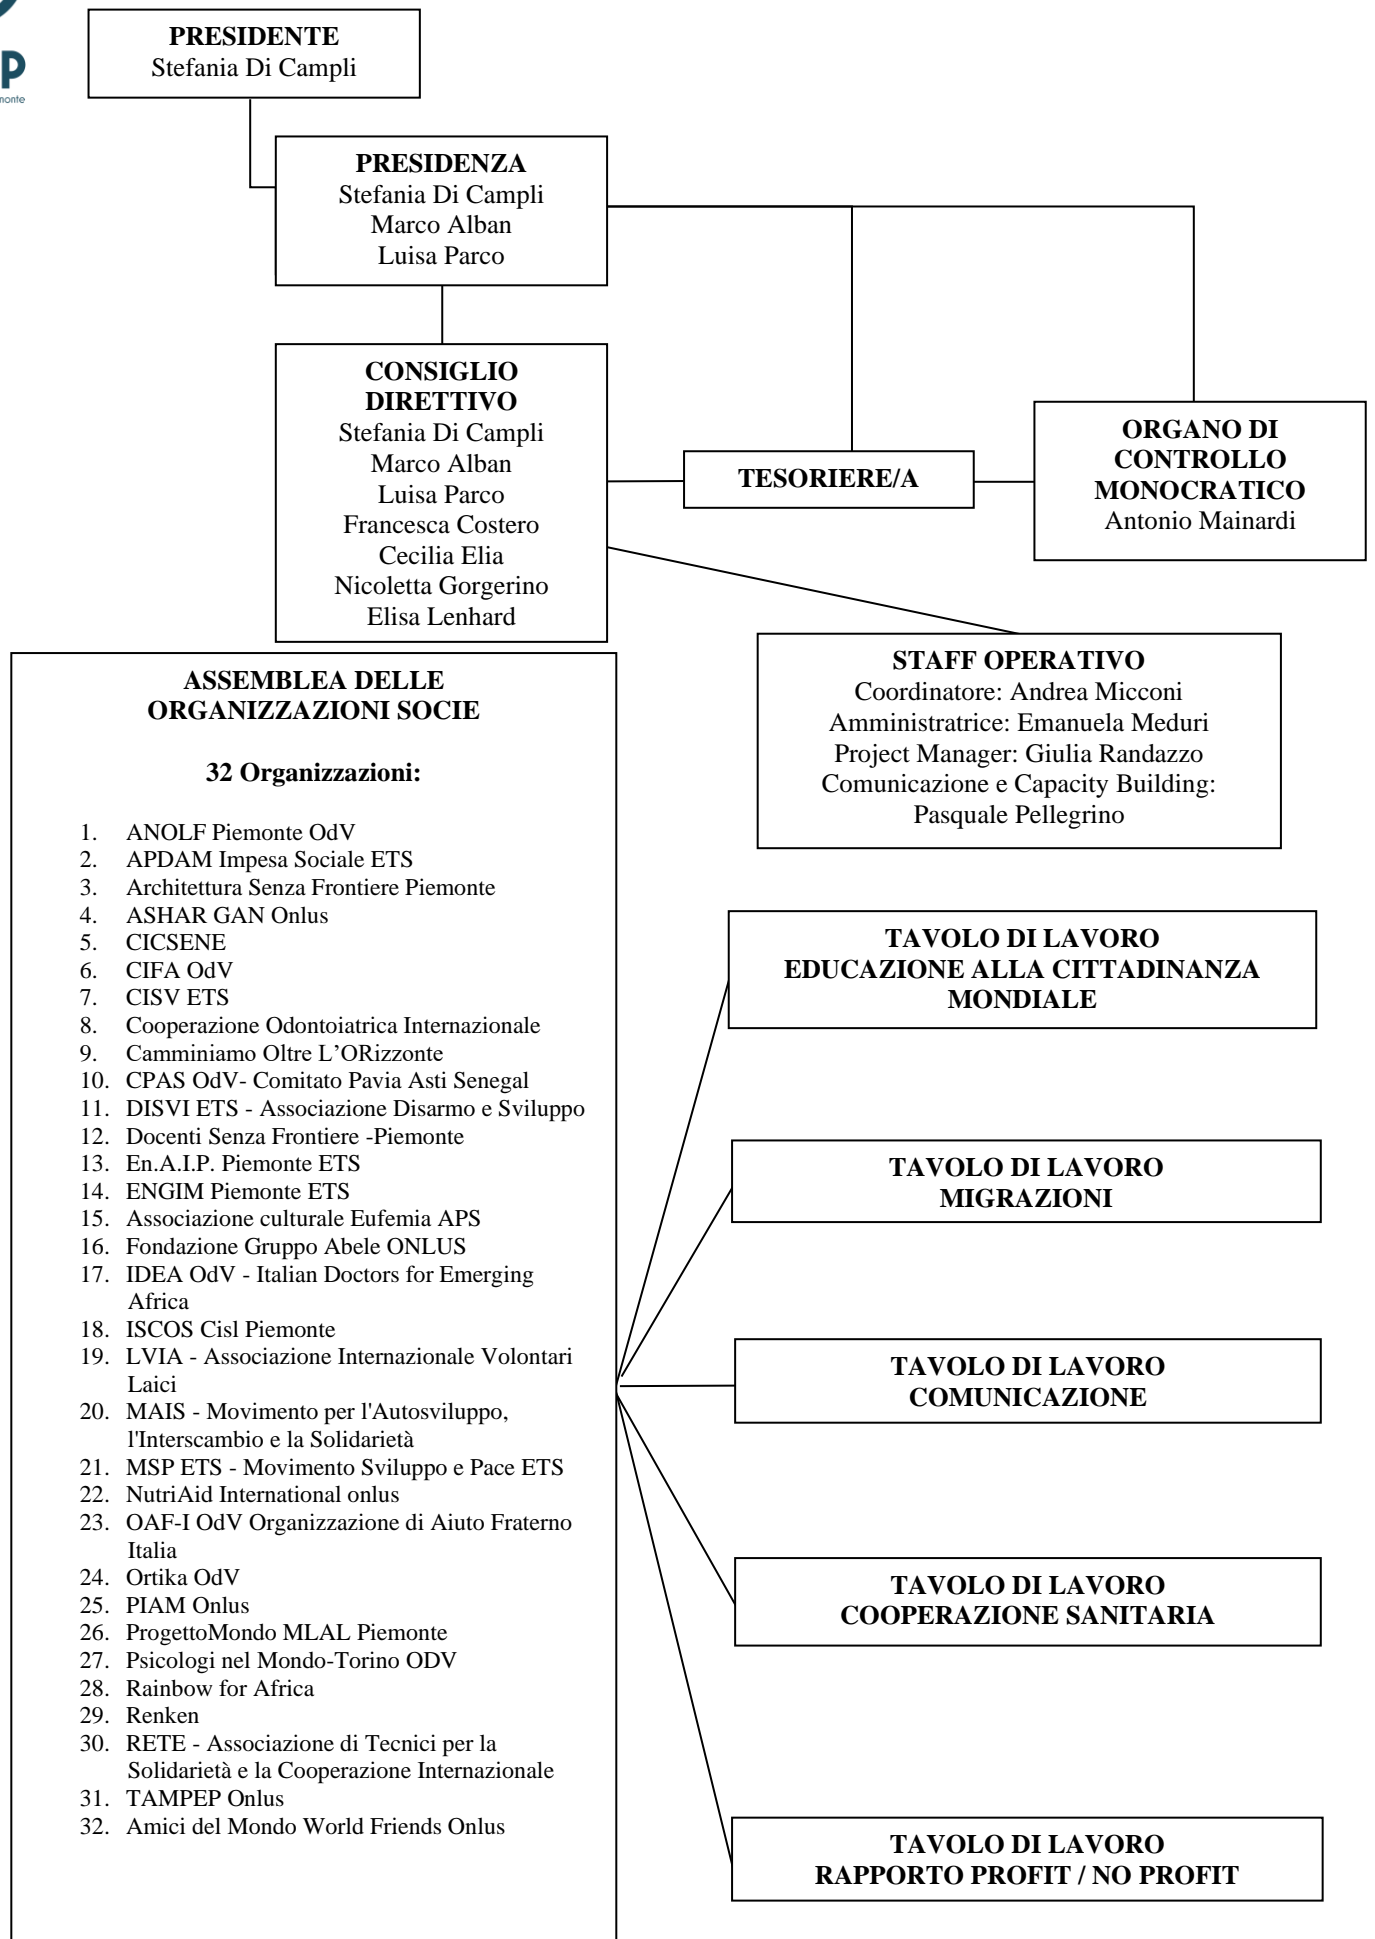 P
monte
PRESIDENTE
Stefania Di Campli
PRESIDENZA
Stefania Di Campli
Marco Alban
Luisa Parco
CONSIGLIO
DIRETTIVO
Stefania Di Campli
Marco Alban
Luisa Parco
Francesca Costero
Cecilia Elia
Nicoletta Gorgerino
Elisa Lenhard
TESORIERE/A
ORGANO DI
CONTROLLO
MONOCRATICO
Antonio Mainardi
STAFF OPERATIVO
Coordinatore: Andrea Micconi
Amministratrice: Emanuela Meduri
Project Manager: Giulia Randazzo
Comunicazione e Capacity Building:
Pasquale Pellegrino
ASSEMBLEA DELLE
ORGANIZZAZIONI SOCIE
32 Organizzazioni:
1. ANOLF Piemonte OdV
2. APDAM Impesa Sociale ETS
3. Architettura Senza Frontiere Piemonte
4. ASHAR GAN Onlus
5. CICSENE
6. CIFA OdV
7. CISV ETS
8. Cooperazione Odontoiatrica Internazionale
9. Camminiamo Oltre L’ORizzonte
10. CPAS OdV- Comitato Pavia Asti Senegal
11. DISVI ETS - Associazione Disarmo e Sviluppo
12. Docenti Senza Frontiere -Piemonte
13. En.A.I.P. Piemonte ETS
14. ENGIM Piemonte ETS
15. Associazione culturale Eufemia APS
16. Fondazione Gruppo Abele ONLUS
17. IDEA OdV - Italian Doctors for Emerging
Africa
18. ISCOS Cisl Piemonte
19. LVIA - Associazione Internazionale Volontari
Laici
20. MAIS - Movimento per l'Autosviluppo,
l'Interscambio e la Solidarietà
21. MSP ETS - Movimento Sviluppo e Pace ETS
22. NutriAid International onlus
23. OAF-I OdV Organizzazione di Aiuto Fraterno
Italia
24. Ortika OdV
25. PIAM Onlus
26. ProgettoMondo MLAL Piemonte
27. Psicologi nel Mondo-Torino ODV
28. Rainbow for Africa
29. Renken
30. RETE - Associazione di Tecnici per la
Solidarietà e la Cooperazione Internazionale
31. TAMPEP Onlus
32. Amici del Mondo World Friends Onlus
TAVOLO DI LAVORO
EDUCAZIONE ALLA CITTADINANZA
MONDIALE
TAVOLO DI LAVORO
MIGRAZIONI
TAVOLO DI LAVORO
COMUNICAZIONE
TAVOLO DI LAVORO
COOPERAZIONE SANITARIA
TAVOLO DI LAVORO
RAPPORTO PROFIT / NO PROFIT